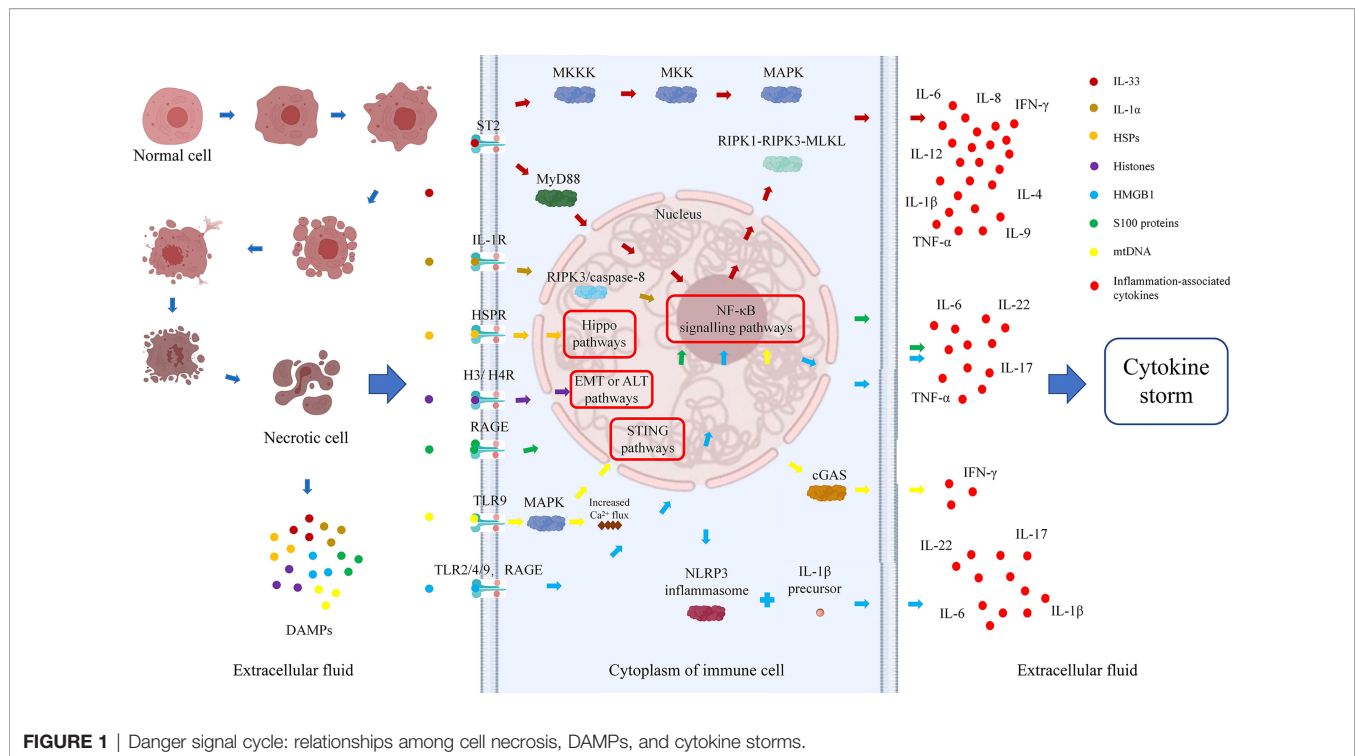 Normal cell
Necrotic cell
DAMPs
Extracellular fluid
ST2
IL-1R
HSPR
H3/ H4R
RAGE
TLR9
TLR2/4/9, RAGE
MKKK
MKK
MAPK
RIPK1-RIPK3-MLKL
MyD88
Nucleus
RIPK3/caspase-8
NF-κB
signalling pathways
Hippo
pathways
EMT or ALT
pathways
STING
pathways
MAPK
Increased
Ca²⁺ flux
cGAS
NLRP3
inflammasome
IL-1β
precursor
Cytoplasm of immune cell
IL-6
IL-8
IFN-γ
IL-12
IL-4
IL-1β
IL-9
TNF-α
IL-6
IL-22
IL-17
TNF-α
IFN-γ
IL-17
IL-22
IL-6
IL-1β
Extracellular fluid
IL-33
IL-1α
HSPs
Histones
HMGB1
S100 proteins
mtDNA
Inflammation-associated
cytokines
Cytokine
storm
FIGURE 1 | Danger signal cycle: relationships among cell necrosis, DAMPs, and cytokine storms.